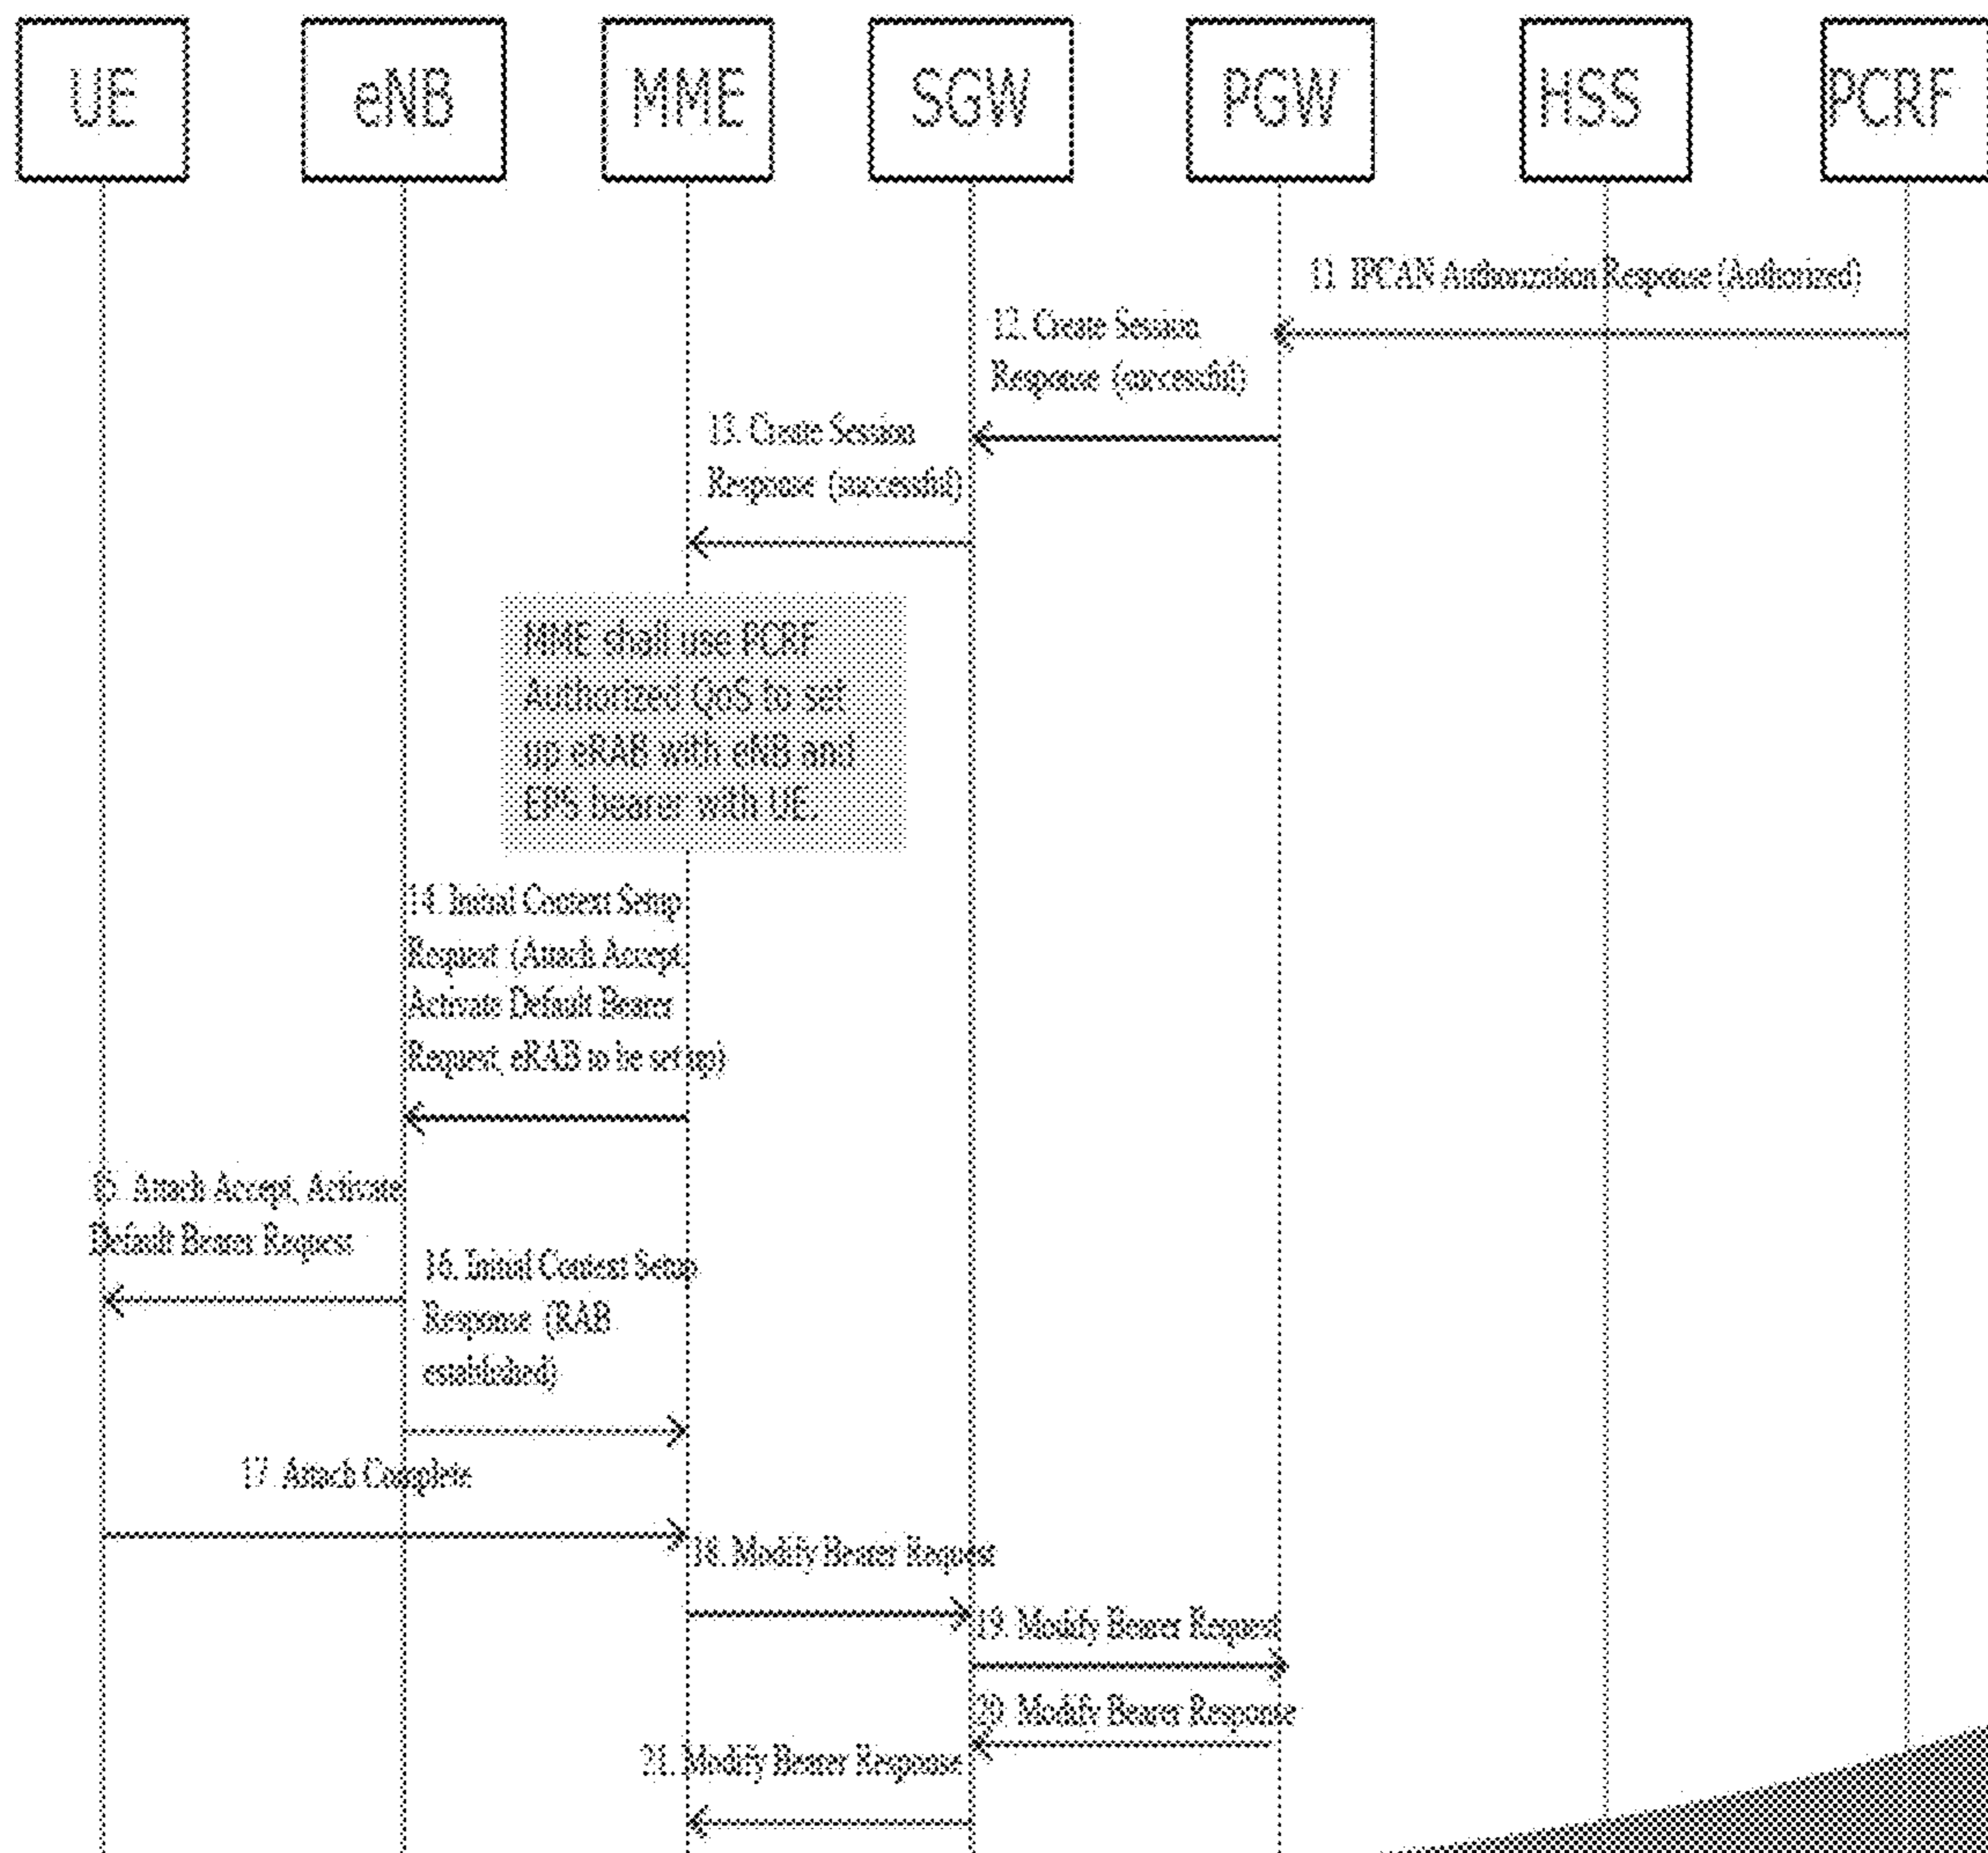 UE
eNB
MME
SGW
PGW
HSS
PCRF
11. IPCAN Authorization Response (Authorized)
12. Create Session
Response (successful)
13. Create Session
Response (successful)
MME shall use PCRF
Authorized QoS to set
up eRAB with eNB and
EPS bearer with UE.
14. Initial Context Setup
Request (Attach Accept
Activate Default Bearer
Request, eRAB to be set up)
15. Attach Accept, Activate
Default Bearer Request
16. Initial Context Setup
Response (RAB
established)
17. Attach Complete
18. Modify Bearer Request
19. Modify Bearer Request
20. Modify Bearer Response
21. Modify Bearer Response